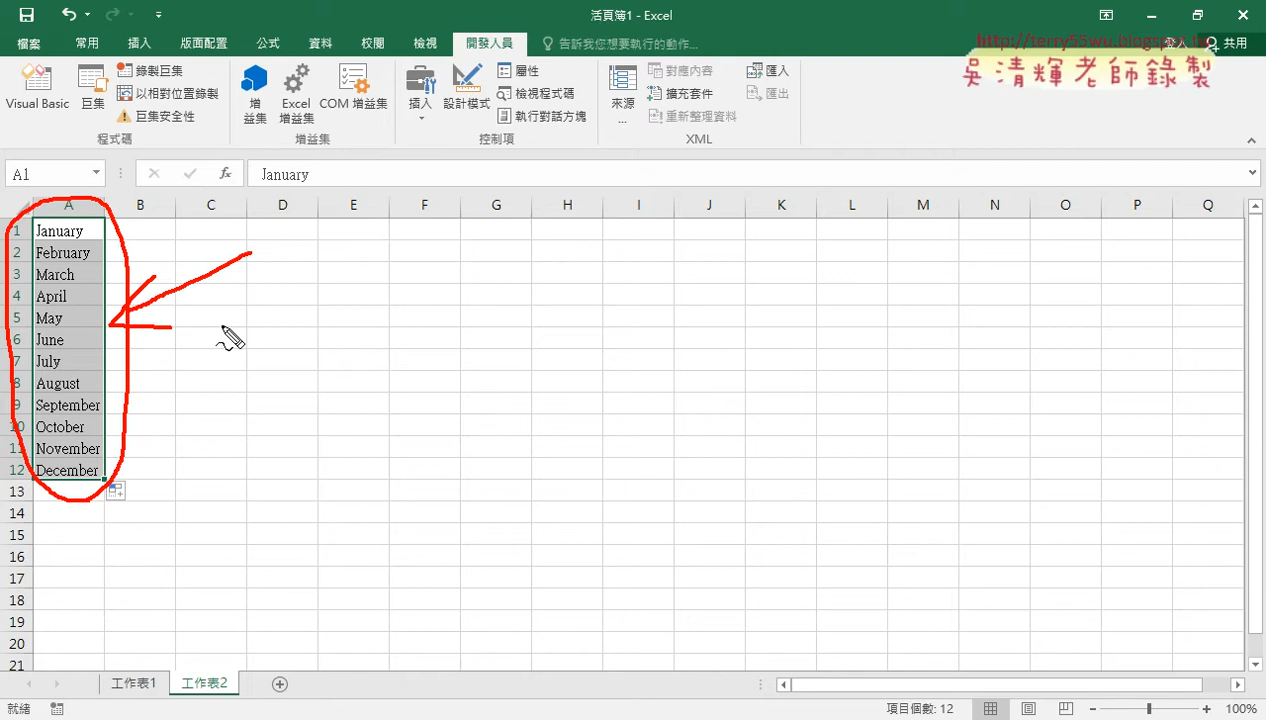 活頁簿1 - Excel
http://terry55wu.blogspot.tw
吳清輝老師錄製
檔案 常用 插入 版面配置 公式 資料 校閱 檢視 開發人員 告訴我您想要執行的動作... 登入 共用
Visual Basic 巨集 錄製巨集 以相對位置錄製 巨集安全性
程式碼
增益集 Excel 增益集 COM 增益集
增益集
插入 設計模式 屬性 檢視程式碼 執行對話方塊
控制項
來源... 對應內容 擴充套件 重新整理資料 匯入 匯出
XML
A1 fx January
A B C D E F G H I J K L M N O P Q
1 January
2 February
3 March
4 April
5 May
6 June
7 July
8 August
9 September
10 October
11 November
12 December
13
14
15
16
17
18
19
20
21
工作表1 工作表2
就緒 項目個數: 12 100%